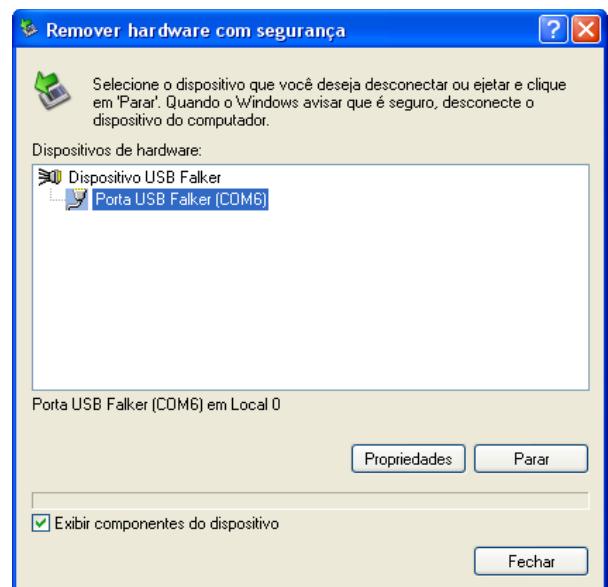 Remover hardware com segurança
Selecione o dispositivo que você deseja desconectar ou ejetar e clique
em 'Parar'. Quando o Windows avisar que é seguro, desconecte o
dispositivo do computador.
Dispositivos de hardware:
Dispositivo USB Falker
Porta USB Falker (COM6)
Porta USB Falker (COM6) em Local 0
Propriedades Parar
Exibir componentes do dispositivo
Fechar